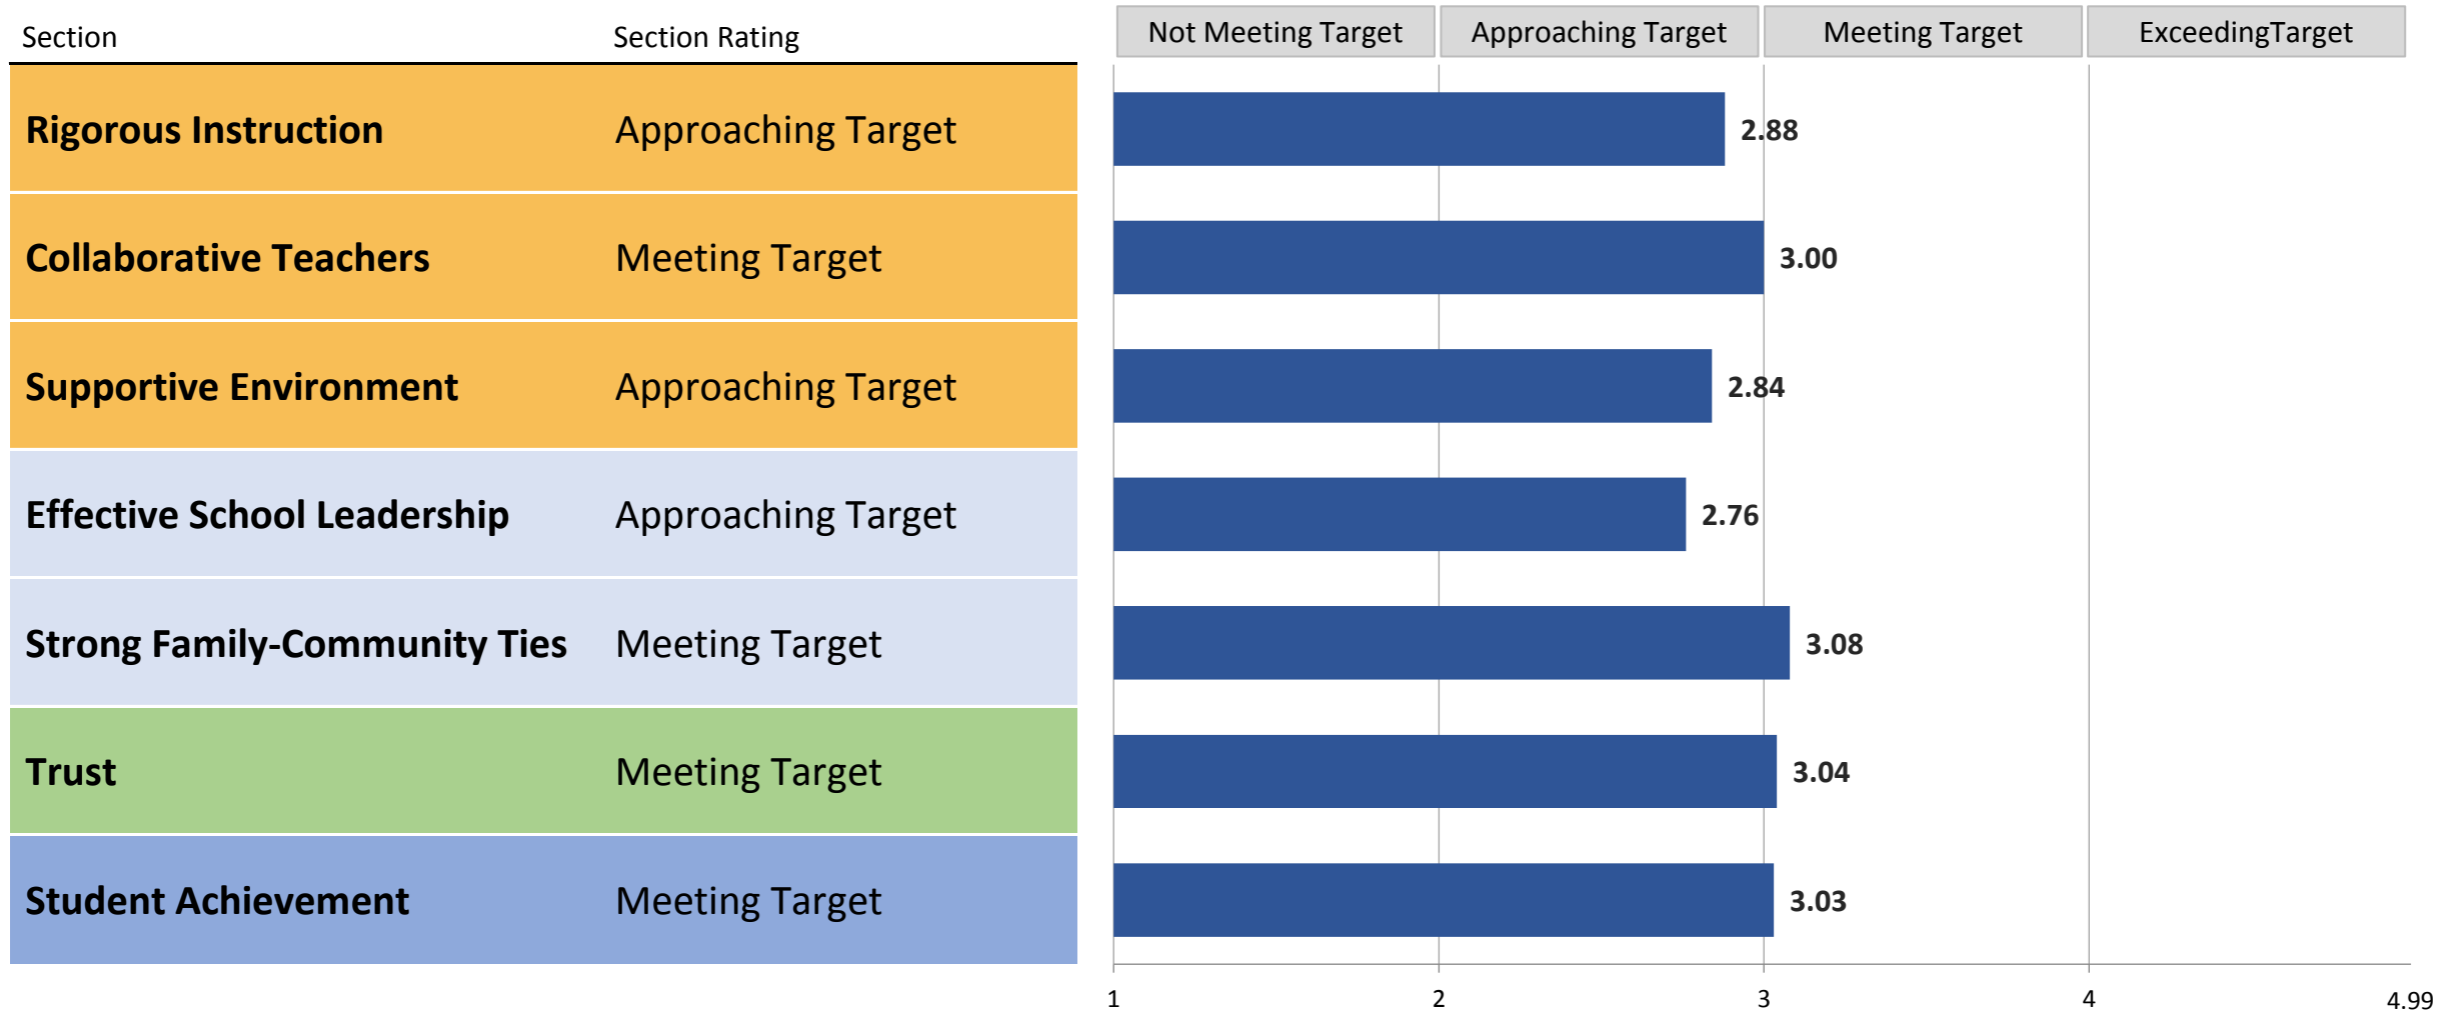 Section Section Rating Not Meeting Target Approaching Target Meeting Target ExceedingTarget
Rigorous Instruction Approaching Target 2.88
Collaborative Teachers Meeting Target 3.00
Supportive Environment Approaching Target 2.84
Effective School Leadership Approaching Target 2.76
Strong Family-Community Ties Meeting Target 3.08
Trust Meeting Target 3.04
Student Achievement Meeting Target 3.03
1 2 3 4 4.99